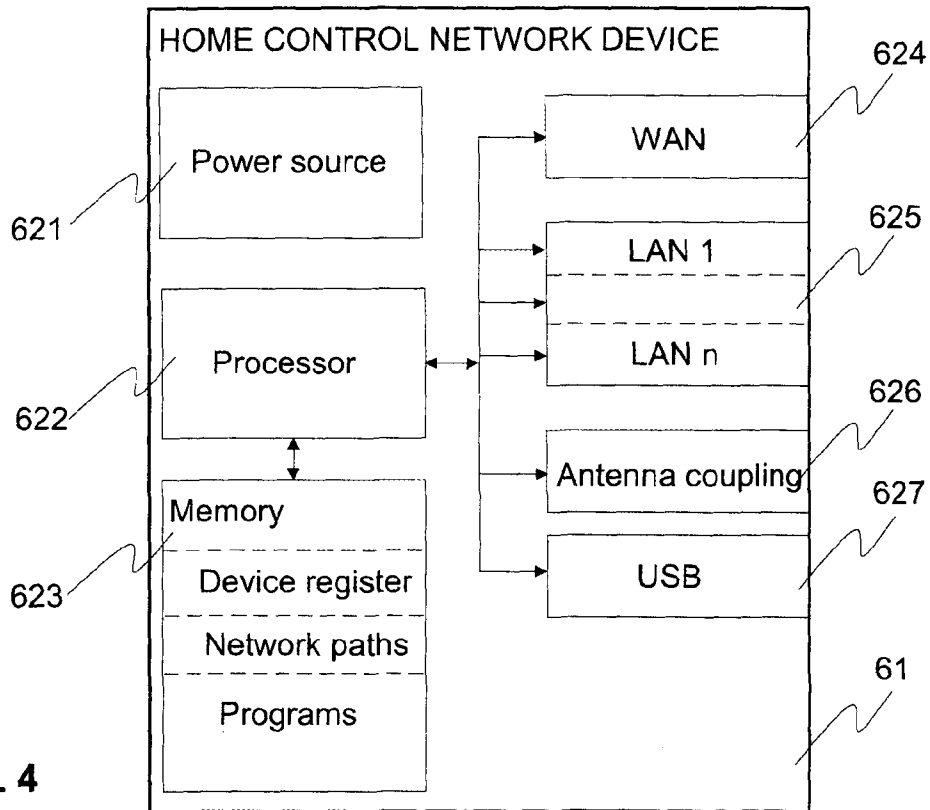 HOME CONTROL NETWORK DEVICE
624
WAN
Power source
621
625
LAN 1
LAN n
Processor
622
626
Antenna coupling
627
USB
Memory
623
Device register
Network paths
Programs
61
. 4